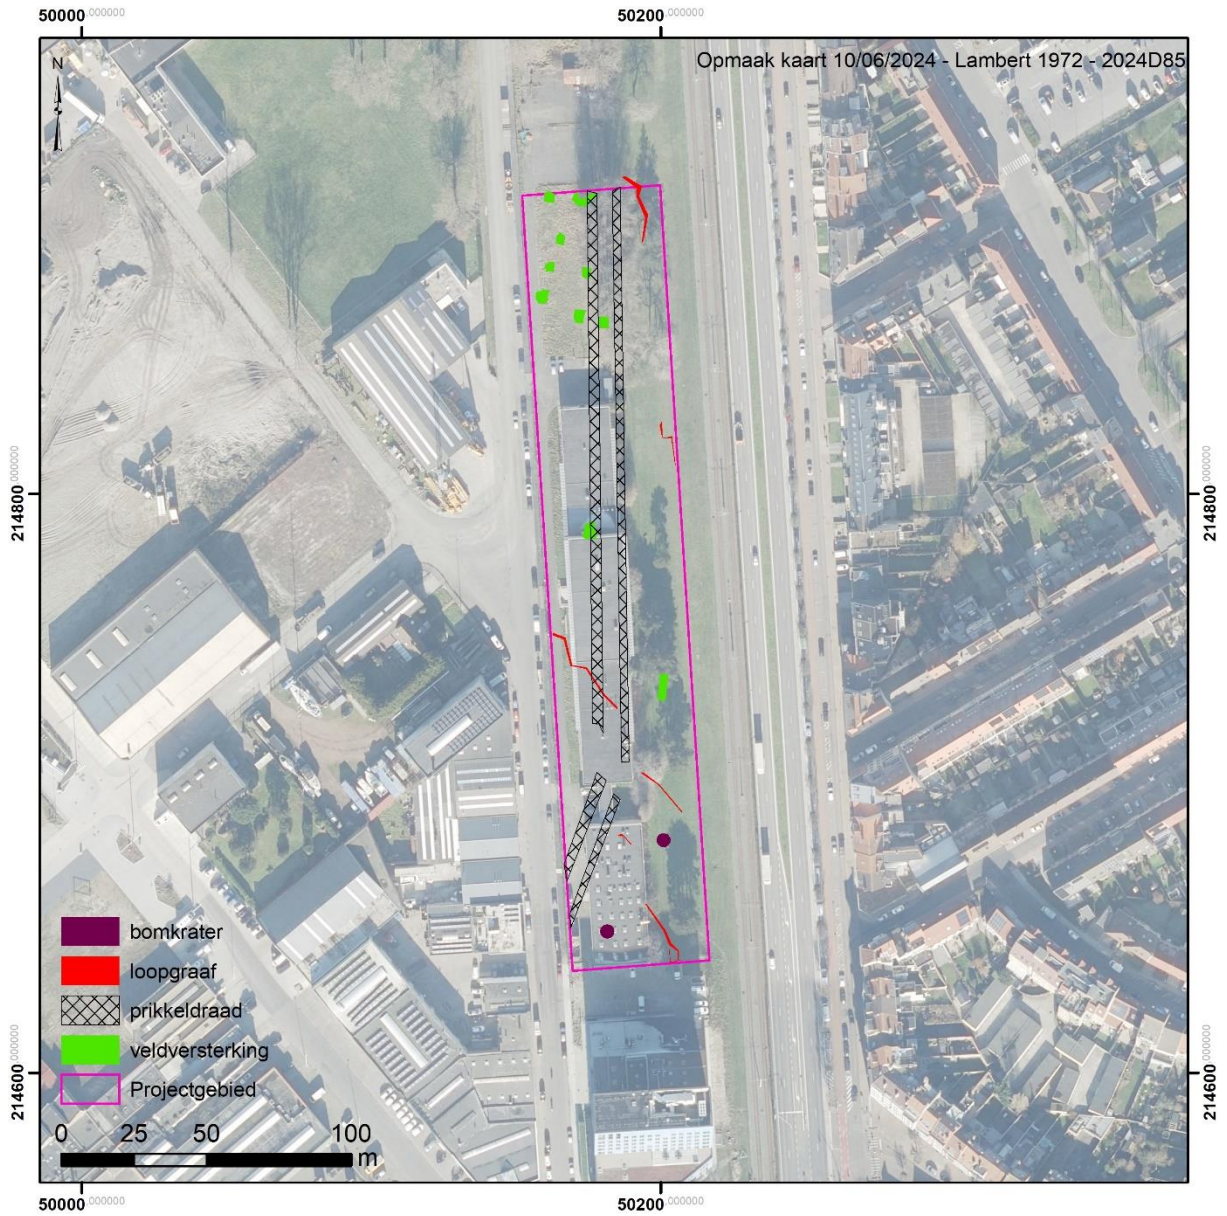 50000,000000 50200,000000
Opmaak kaart 10/06/2024 - Lambert 1972 - 2024D85
N
214800,000000 214800,000000
bomkrater
loopgraaf
prikkeldraad
veldversterking
Projectgebied
214600,000000 214600,000000
0 25 50 100
m
50000,000000 50200,000000